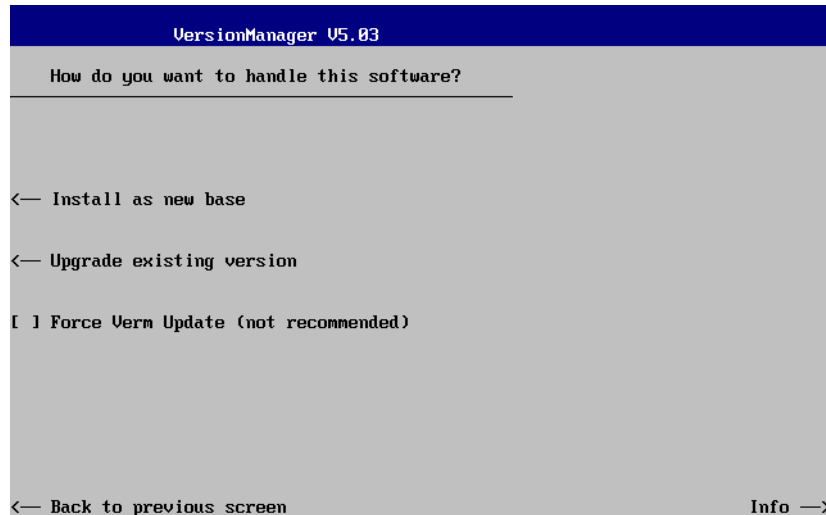 VersionManager V5.03
How do you want to handle this software?
<── Install as new base
<── Upgrade existing version
[ ] Force Verm Update (not recommended)
<── Back to previous screen Info ──>